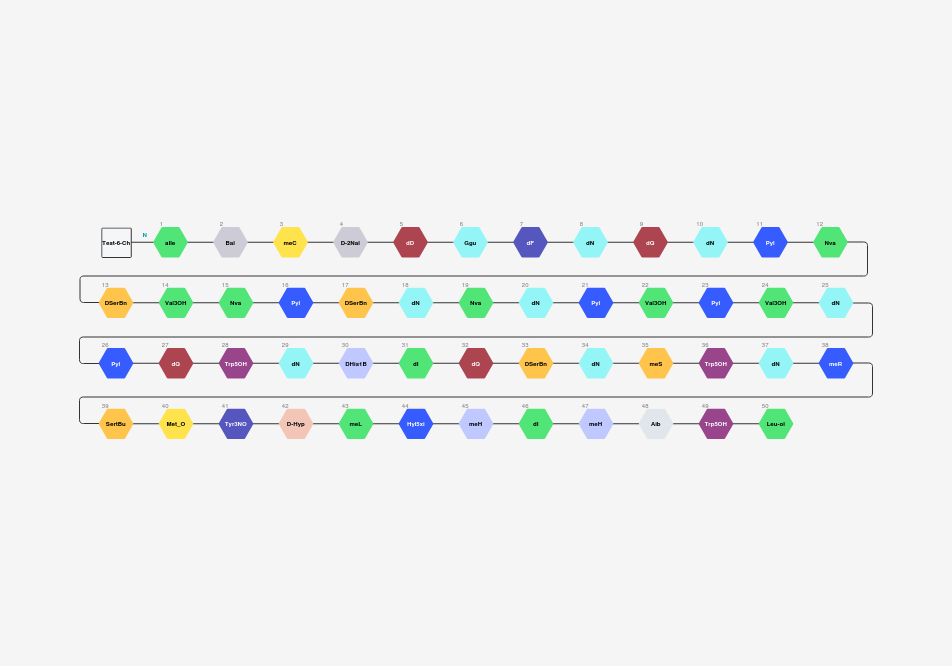 N 1 2 3 4 5 6 7 8 9 10 11 12
Test-6-Ch aIle Bal meC D-2Nal dD Ggu dF dN dQ dN Pyl Nva
13 14 15 16 17 18 19 20 21 22 23 24 25
DSerBn Val3OH Nva Pyl DSerBn dN Nva dN Pyl Val3OH Pyl Val3OH dN
26 27 28 29 30 31 32 33 34 35 36 37 38
Pyl dQ Trp5OH dN DHis1B dI dQ DSerBn dN meS Trp5OH dN meR
39 40 41 42 43 44 45 46 47 48 49 50
SertBu Met_O Tyr3NO D-Hyp meL Hyl5xi meH dI meH Aib Trp5OH Leu-ol